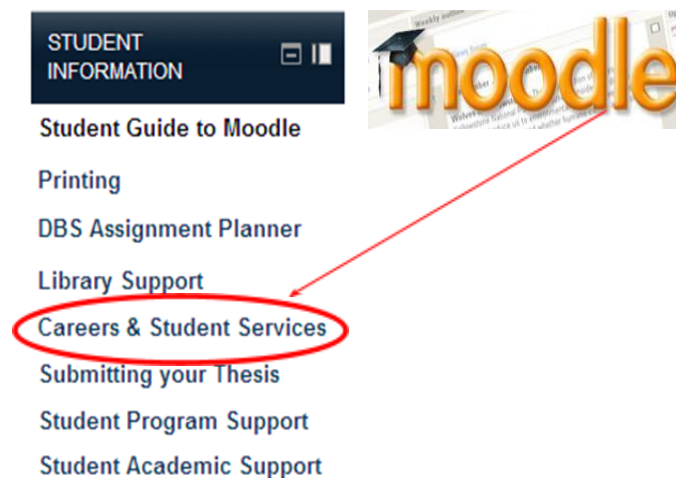 STUDENT
INFORMATION
moodle
Student Guide to Moodle
Printing
DBS Assignment Planner
Library Support
Careers & Student Services
Submitting your Thesis
Student Program Support
Student Academic Support